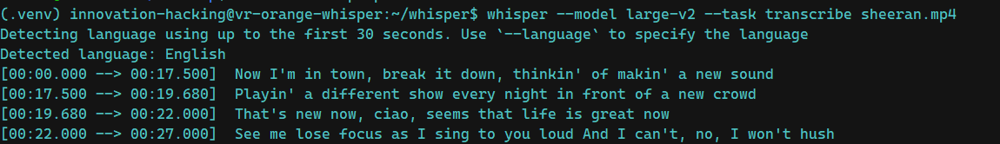 (.venv) innovation-hacking@vr-orange-whisper:~/whisper$ whisper --model large-v2 --task transcribe sheeran.mp4
Detecting language using up to the first 30 seconds. Use `--language` to specify the language
Detected language: English
[00:00.000 --> 00:17.500]  Now I'm in town, break it down, thinkin' of makin' a new sound
[00:17.500 --> 00:19.680]  Playin' a different show every night in front of a new crowd
[00:19.680 --> 00:22.000]  That's new now, ciao, seems that life is great now
[00:22.000 --> 00:27.000]  See me lose focus as I sing to you loud And I can't, no, I won't hush